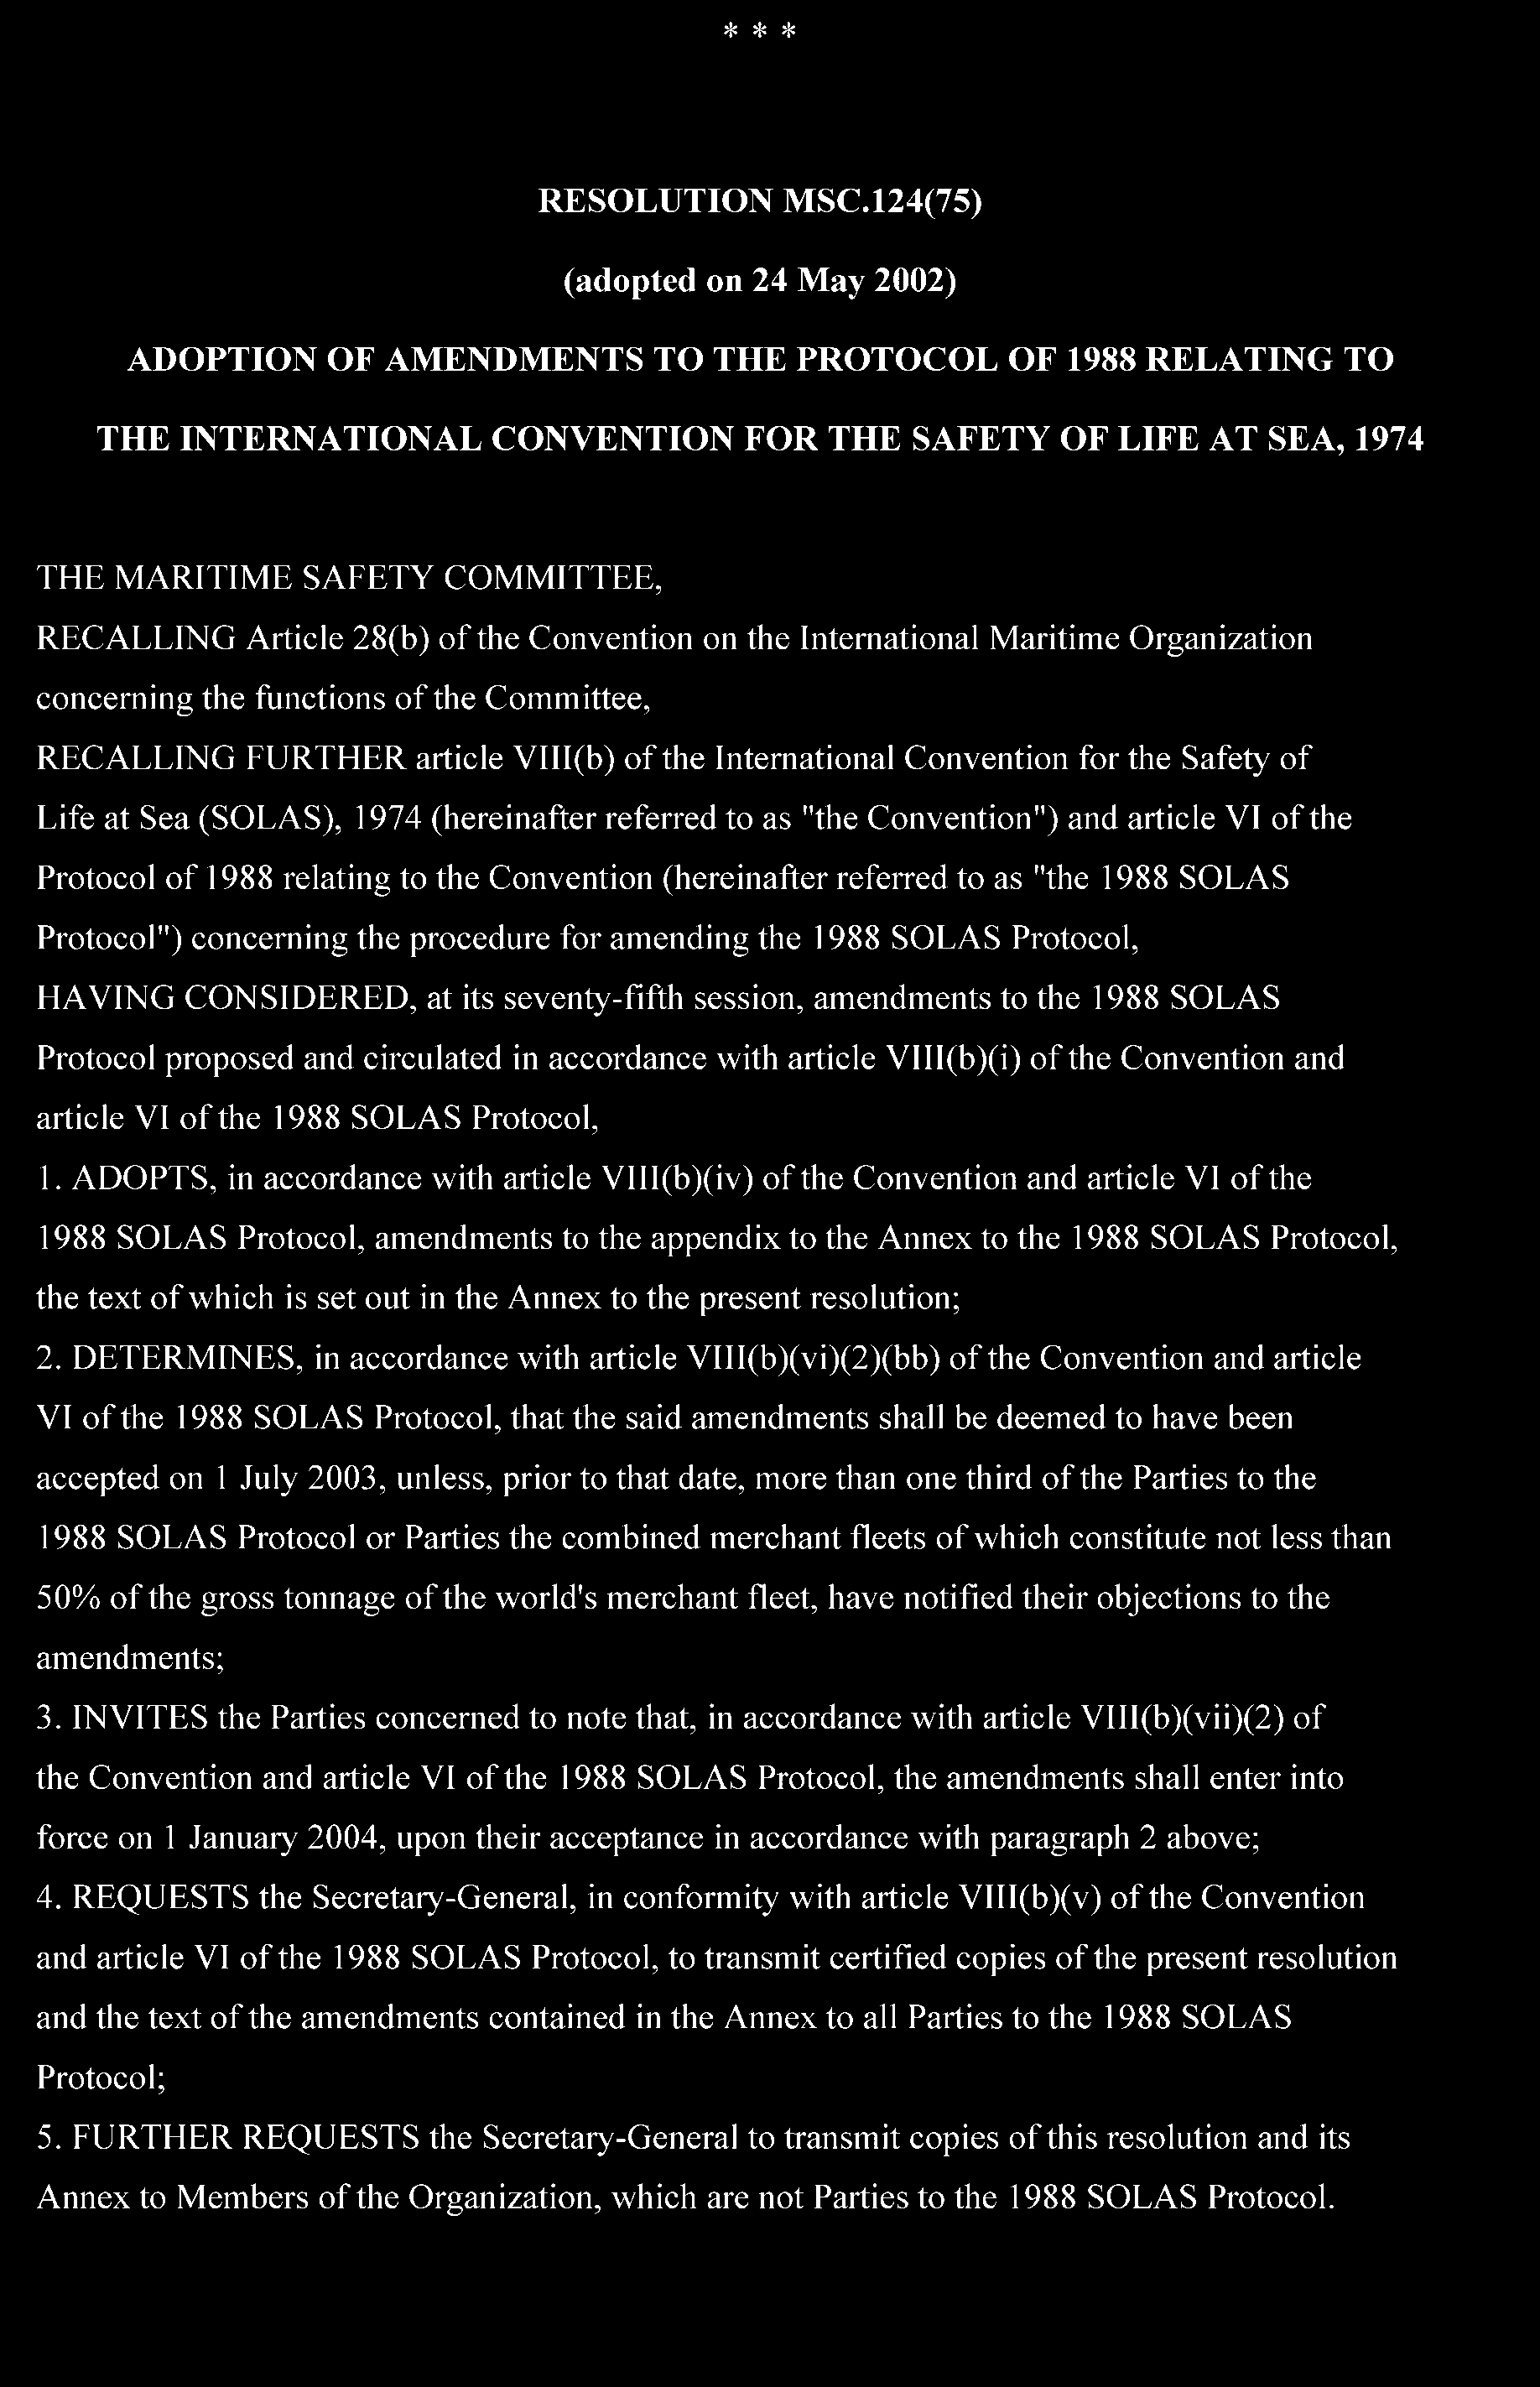 * * *
RESOLUTION MSC.124(75)
(adopted on 24 May 2002)
ADOPTION OF AMENDMENTS TO THE PROTOCOL OF 1988 RELATING TO
THE INTERNATIONAL CONVENTION FOR THE SAFETY OF LIFE AT SEA, 1974
THE MARITIME SAFETY COMMITTEE,
RECALLING Article 28(b) of the Convention on the International Maritime Organization
concerning the functions of the Committee,
RECALLING FURTHER article VIII(b) of the International Convention for the Safety of
Life at Sea (SOLAS), 1974 (hereinafter referred to as "the Convention") and article VI of the
Protocol of 1988 relating to the Convention (hereinafter referred to as "the 1988 SOLAS
Protocol") concerning the procedure for amending the 1988 SOLAS Protocol,
HAVING CONSIDERED, at its seventy-fifth session, amendments to the 1988 SOLAS
Protocol proposed and circulated in accordance with article VIII(b)(i) of the Convention and
article VI of the 1988 SOLAS Protocol,
1. ADOPTS, in accordance with article VIII(b)(iv) of the Convention and article VI of the
1988 SOLAS Protocol, amendments to the appendix to the Annex to the 1988 SOLAS Protocol,
the text of which is set out in the Annex to the present resolution;
2. DETERMINES, in accordance with article VIII(b)(vi)(2)(bb) of the Convention and article
VI of the 1988 SOLAS Protocol, that the said amendments shall be deemed to have been
accepted on 1 July 2003, unless, prior to that date, more than one third of the Parties to the
1988 SOLAS Protocol or Parties the combined merchant fleets of which constitute not less than
50% of the gross tonnage of the world's merchant fleet, have notified their objections to the
amendments;
3. INVITES the Parties concerned to note that, in accordance with article VIII(b)(vii)(2) of
the Convention and article VI of the 1988 SOLAS Protocol, the amendments shall enter into
force on 1 January 2004, upon their acceptance in accordance with paragraph 2 above;
4. REQUESTS the Secretary-General, in conformity with article VIII(b)(v) of the Convention
and article VI of the 1988 SOLAS Protocol, to transmit certified copies of the present resolution
and the text of the amendments contained in the Annex to all Parties to the 1988 SOLAS
Protocol;
5. FURTHER REQUESTS the Secretary-General to transmit copies of this resolution and its
Annex to Members of the Organization, which are not Parties to the 1988 SOLAS Protocol.